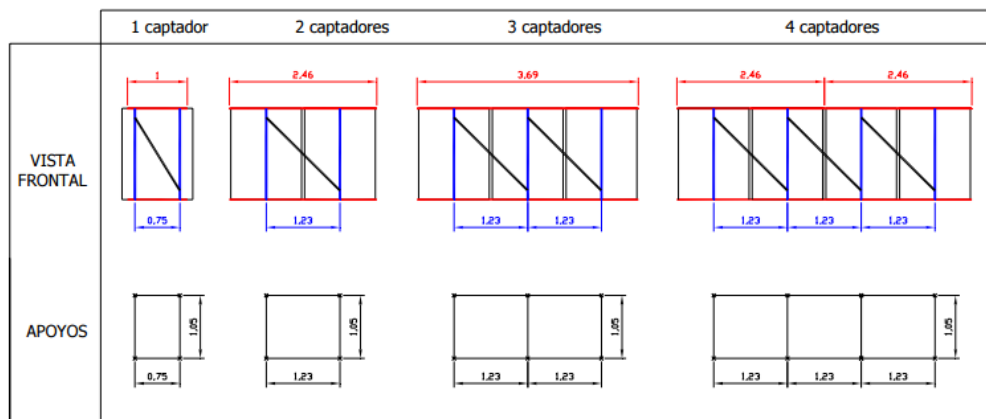 1 captador 2 captadores 3 captadores 4 captadores
1 2,46 3,69 2,46 2,46
VISTA
FRONTAL
0,75 1,23 1,23 1,23 1,23 1,23 1,23
APOYOS
1,05 1,05 1,05 1,05
0,75 1,23 1,23 1,23 1,23 1,23 1,23